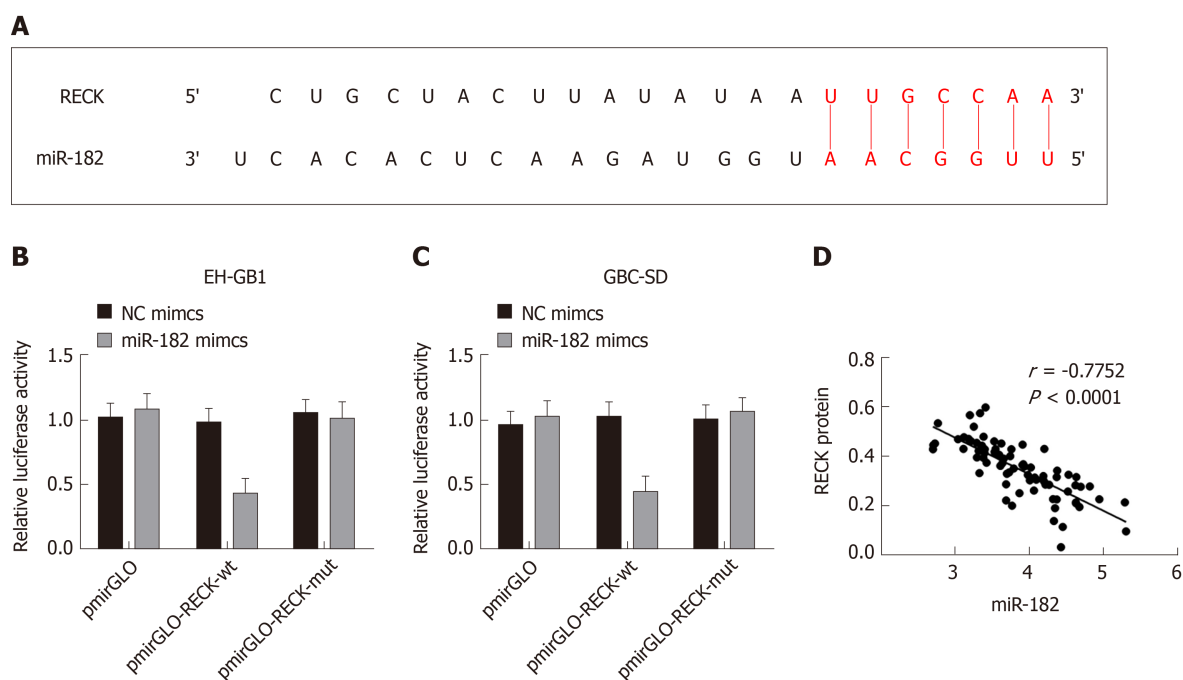 A
RECK 5' C U G C U A C U U A U A U A A U U G C C A A 3'
miR-182 3' U C A C A C U C A A G A U G G U A A C G G U U 5'
B
EH-GB1
NC mimcs
miR-182 mimcs
Relative luciferase activity
1.5
1.0
0.5
0.0
pmirGLO
pmirGLO-RECK-wt
pmirGLO-RECK-mut
C
GBC-SD
NC mimcs
miR-182 mimcs
Relative luciferase activity
1.5
1.0
0.5
0.0
pmirGLO
pmirGLO-RECK-wt
pmirGLO-RECK-mut
D
r = -0.7752
P < 0.0001
RECK protein
0.8
0.6
0.4
0.2
0.0
3 4 5 6
miR-182